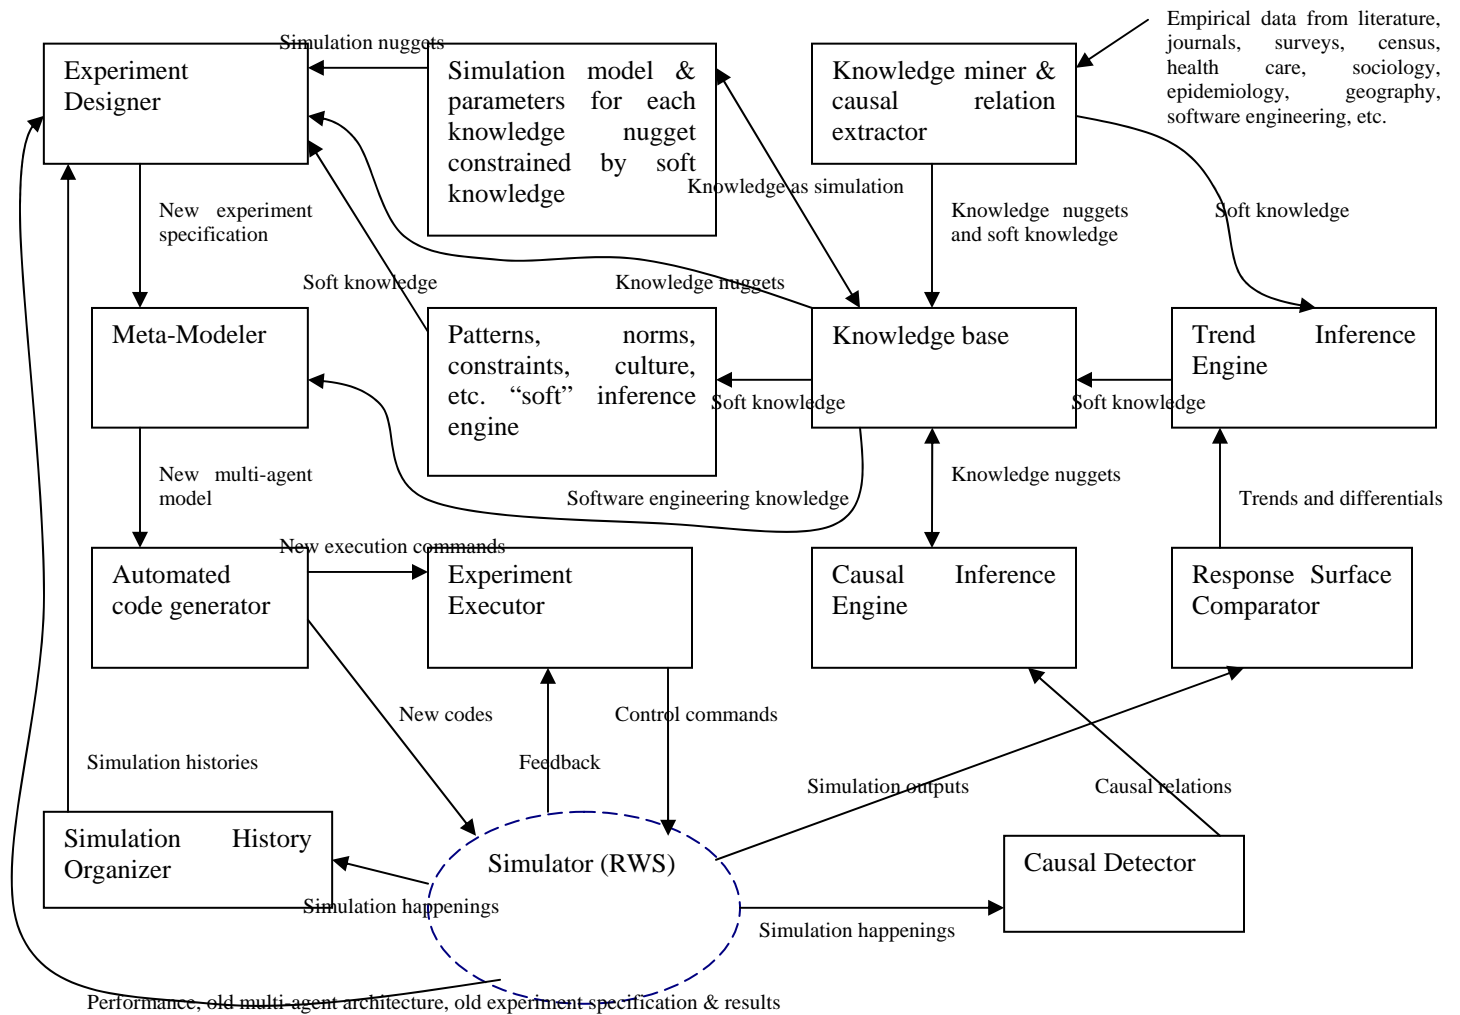 Empirical data from literature,
journals, surveys, census,
health care, sociology,
epidemiology, geography,
software engineering, etc.
Simulation nuggets
Experiment
Designer
Simulation model &
parameters for each
knowledge nugget
constrained by soft
knowledge
Knowledge miner &
causal relation
extractor
Knowledge as simulation
New experiment
specification
Knowledge nuggets
and soft knowledge
Soft knowledge
Soft knowledge
Knowledge nuggets
Meta-Modeler
Patterns, norms,
constraints, culture,
etc. “soft” inference
engine
Knowledge base
Trend Inference
Engine
Soft knowledge
Soft knowledge
New multi-agent
model
Software engineering knowledge
Knowledge nuggets
Trends and differentials
New execution commands
Automated
code generator
Experiment
Executor
Causal Inference
Engine
Response Surface
Comparator
New codes
Control commands
Simulation histories
Feedback
Simulation outputs
Causal relations
Simulation History
Organizer
Simulator (RWS)
Causal Detector
Simulation happenings
Simulation happenings
Performance, old multi-agent architecture, old experiment specification & results